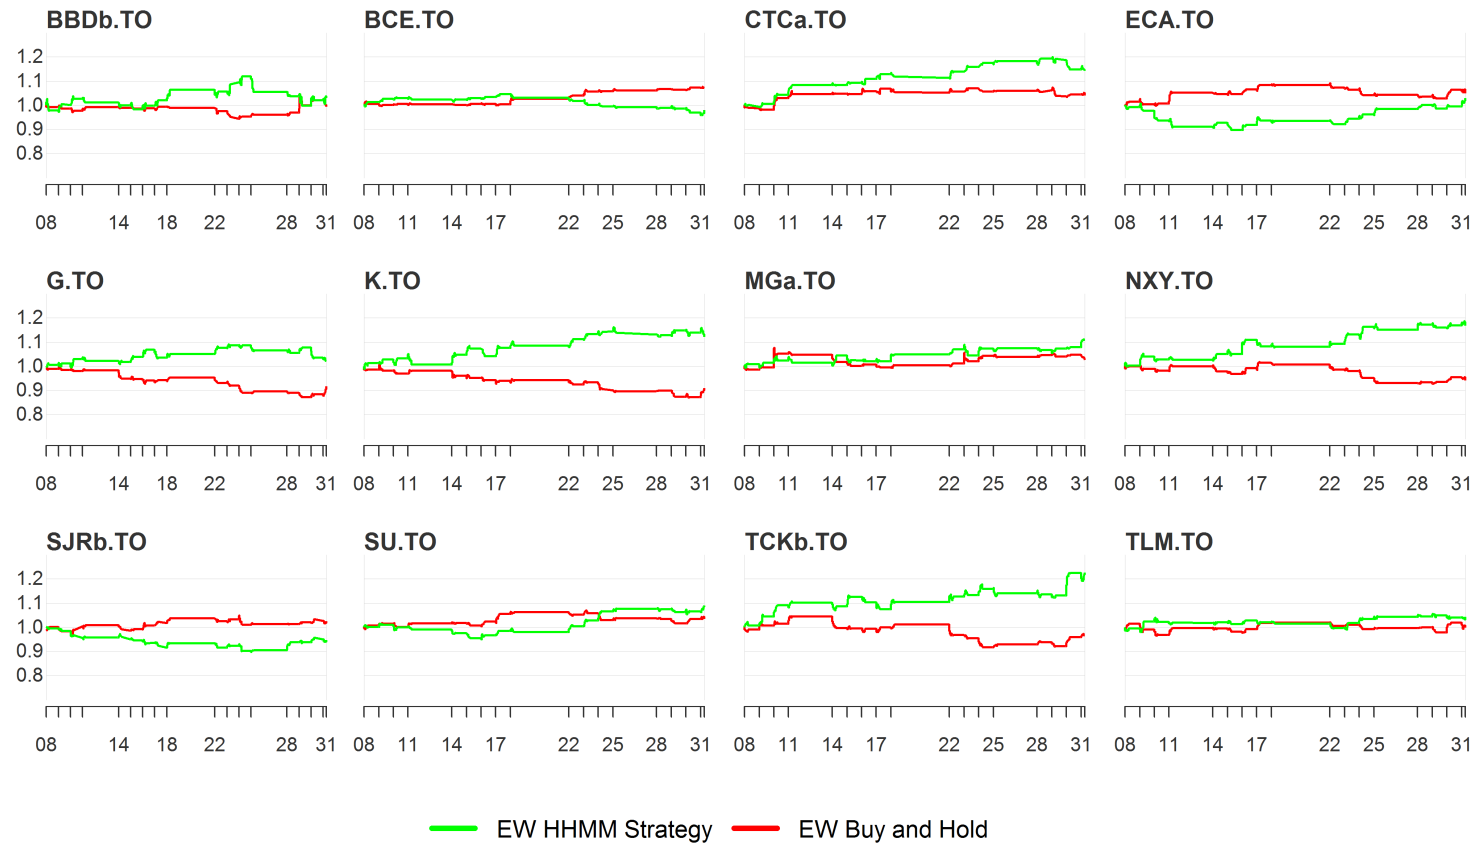 BBDb.TO BCE.TO CTCa.TO ECA.TO
1.2
1.1
1.0
0.9
0.8
08 14 18 22 28 31 08 11 14 17 22 25 28 31 08 11 14 17 22 25 28 31 08 11 14 17 22 25 28 31
G.TO K.TO MGa.TO NXY.TO
1.2
1.1
1.0
0.9
0.8
08 14 18 22 28 31 08 11 14 17 22 25 28 31 08 11 14 17 22 25 28 31 08 11 14 17 22 25 28 31
SJRb.TO SU.TO TCKb.TO TLM.TO
1.2
1.1
1.0
0.9
0.8
08 14 18 22 28 31 08 11 14 17 22 25 28 31 08 11 14 17 22 25 28 31 08 11 14 17 22 25 28 31
EW HHMM Strategy EW Buy and Hold